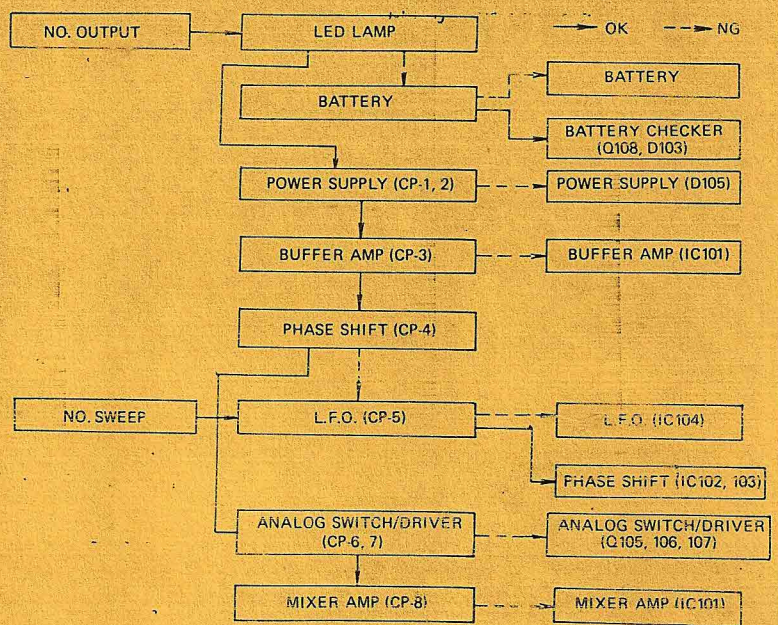 NO. OUTPUT
LED LAMP
OK
NG
BATTERY
BATTERY
BATTERY CHECKER
(Q108, D103)
POWER SUPPLY (CP-1, 2)
POWER SUPPLY (D105)
BUFFER AMP (CP-3)
BUFFER AMP (IC101)
PHASE SHIFT (CP-4)
NO. SWEEP
L.F.O. (CP-5)
L.F.O. (IC104)
PHASE SHIFT (IC102, 103)
ANALOG SWITCH/DRIVER
(CP-6, 7)
ANALOG SWITCH/DRIVER
(Q105, 106, 107)
MIXER AMP (CP-8)
MIXER AMP (IC101)